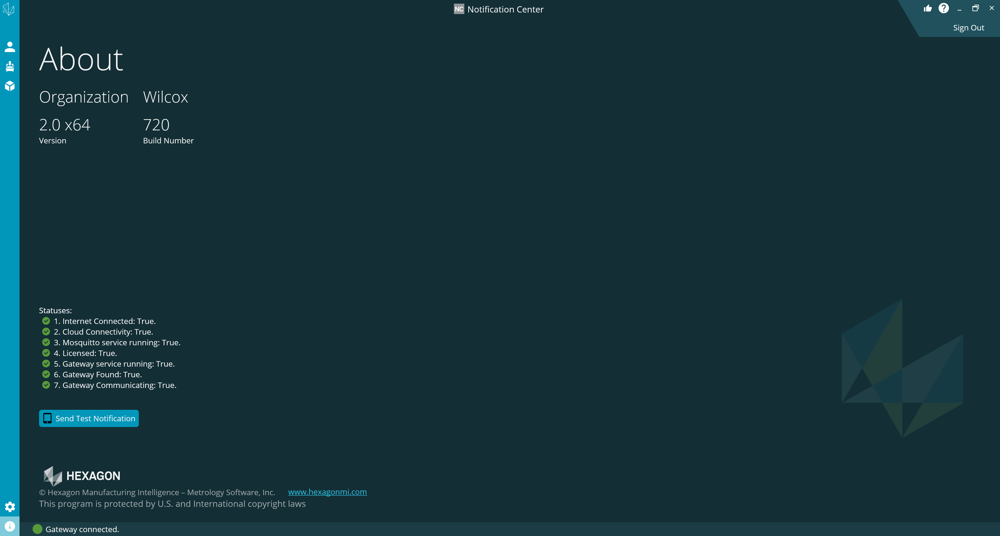 NC Notification Center
Sign Out
About
Organization Wilcox
2.0 x64 720
Version Build Number
Statuses:
1. Internet Connected: True.
2. Cloud Connectivity: True.
3. Mosquitto service running: True.
4. Licensed: True.
5. Gateway service running: True.
6. Gateway Found: True.
7. Gateway Communicating: True.
Send Test Notification
HEXAGON
© Hexagon Manufacturing Intelligence – Metrology Software, Inc. www.hexagonmi.com
This program is protected by U.S. and International copyright laws
Gateway connected.